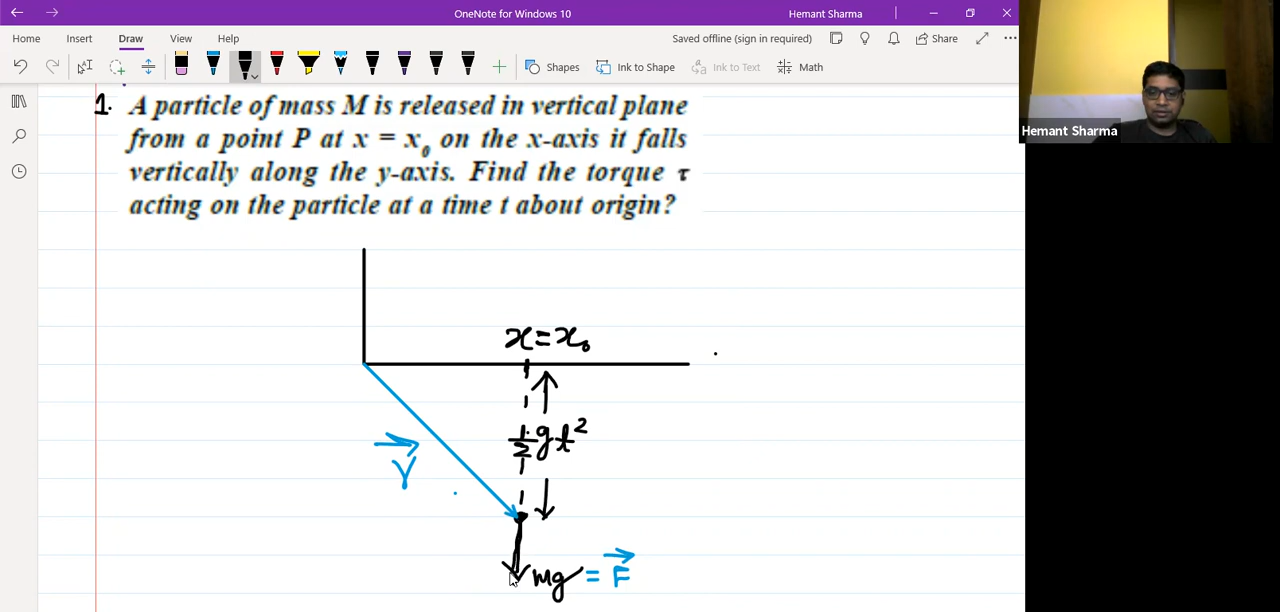 OneNote for Windows 10
Hemant Sharma
Home Insert Draw View Help
Saved offline (sign in required)
Share
Shapes
Ink to Shape
Ink to Text
Math
1. A particle of mass M is released in vertical plane
from a point P at x = x₀ on the x-axis it falls
vertically along the y-axis. Find the torque τ
acting on the particle at a time t about origin?
x = x₀
1/2 gt²
r
mg = F
Hemant Sharma